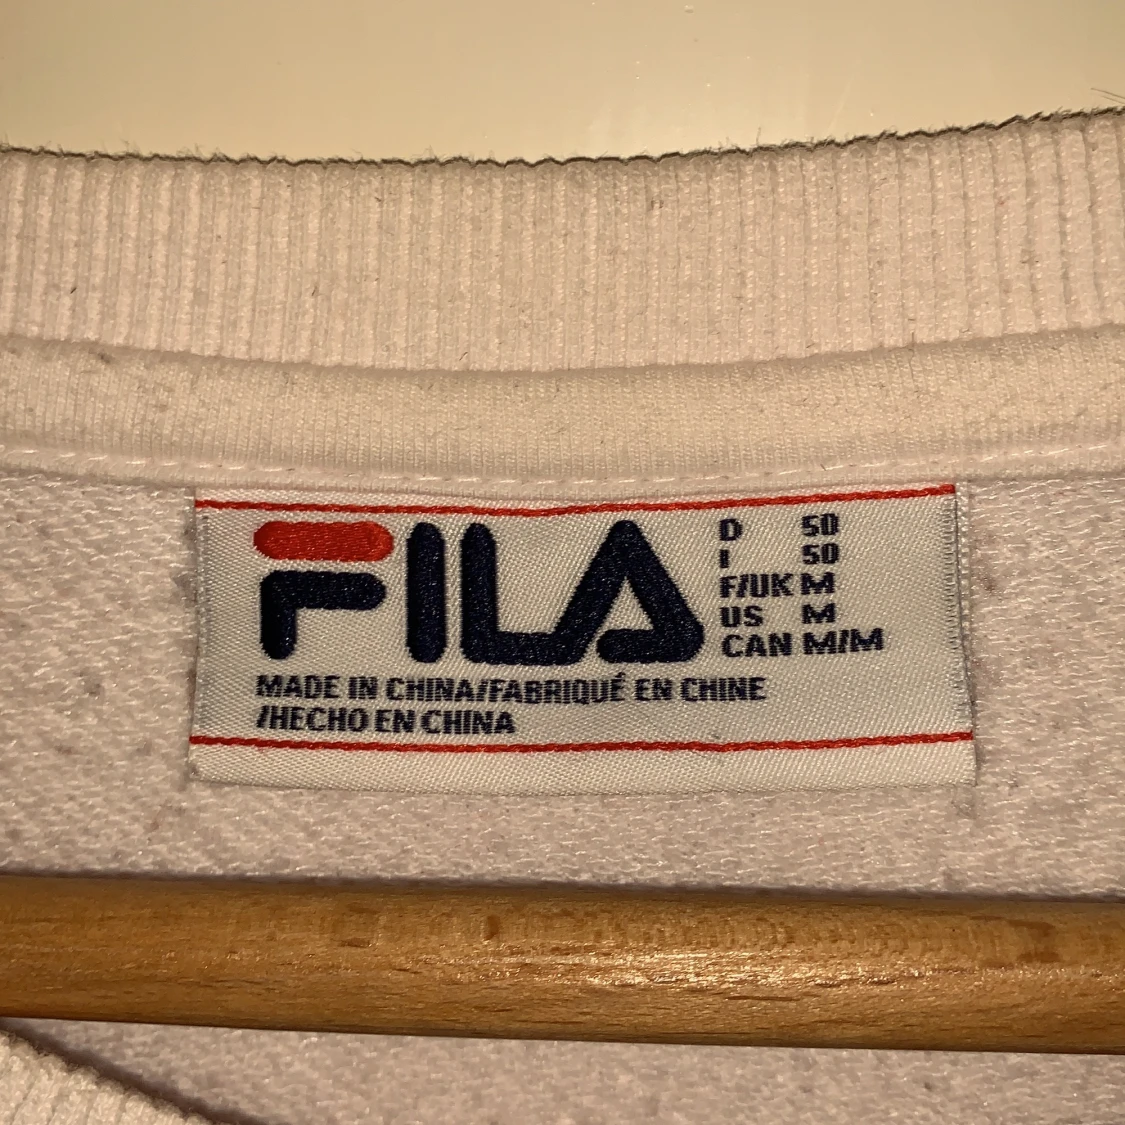 FILA
D 50
I 50
F/UK M
US M
CAN M/M
MADE IN CHINA/FABRIQUÉ EN CHINE
/HECHO EN CHINA